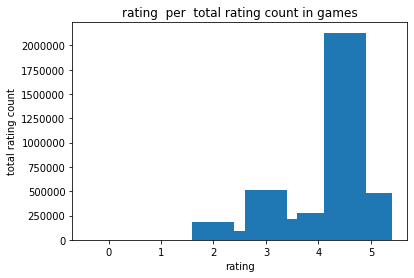 rating  per  total rating count in games
2000000
1750000
1500000
1250000
1000000
750000
500000
250000
0
total rating count
0 1 2 3 4 5
rating